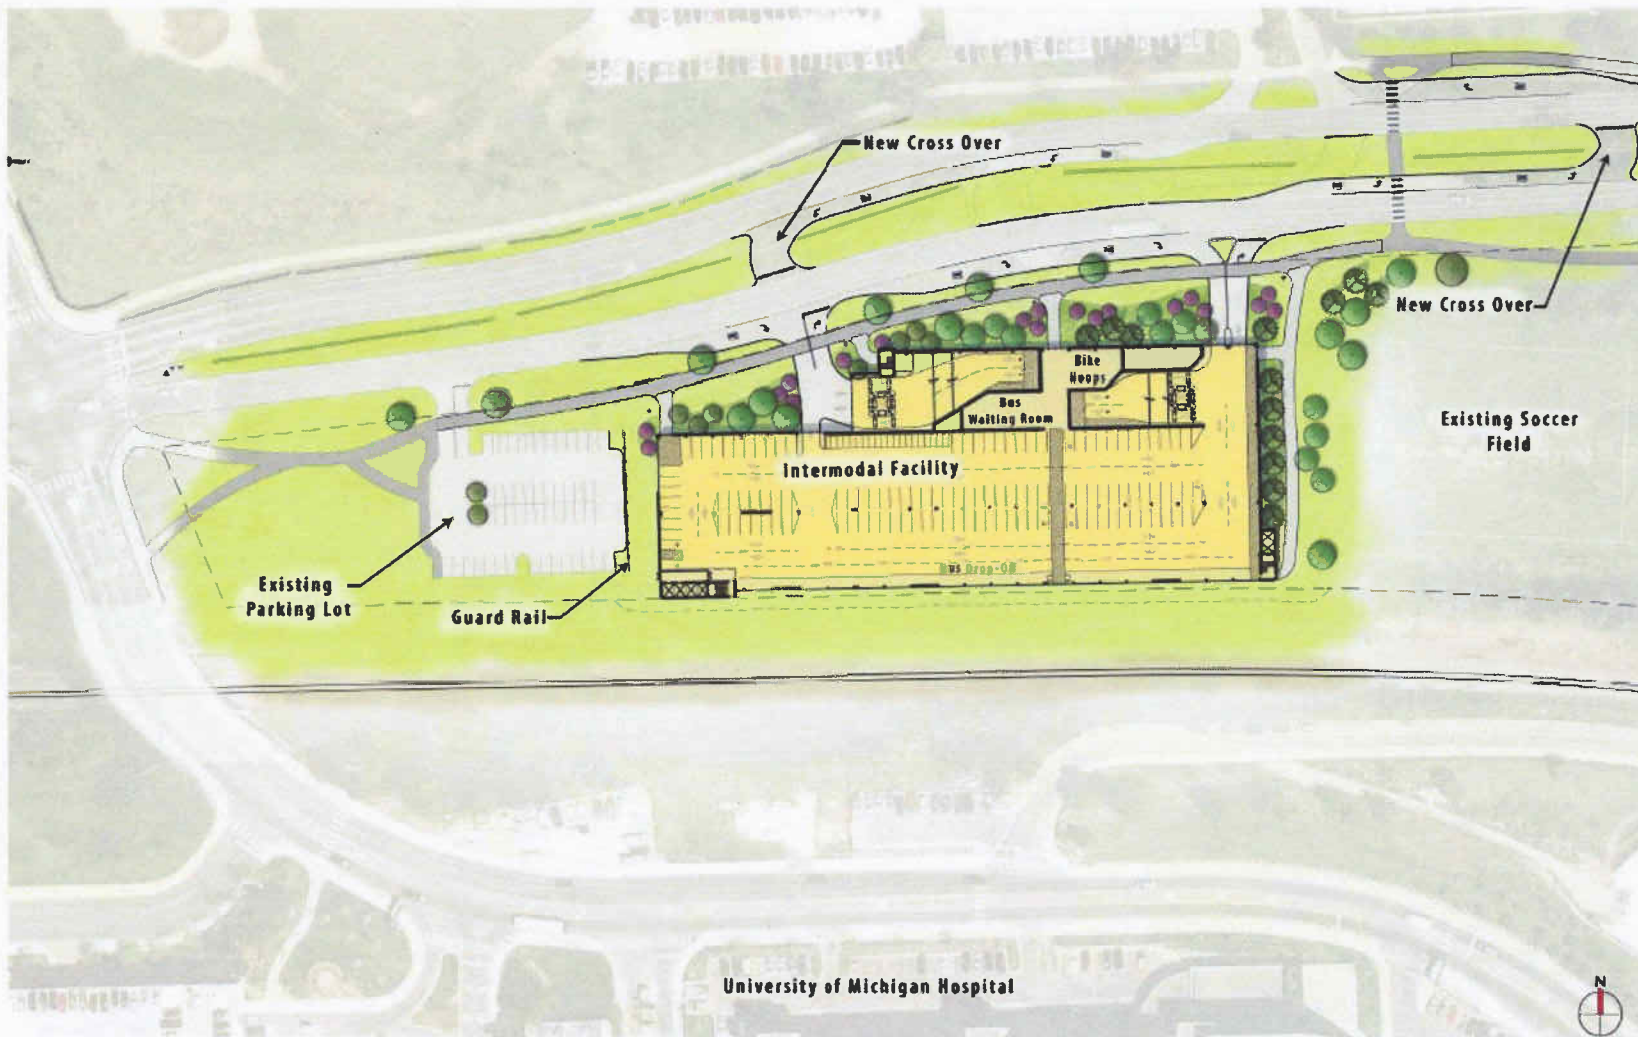 New Cross Over
New Cross Over
Bike
Hoops
Bus
Waiting Room
Existing Soccer
Field
Intermodal Facility
Bus Drop-Off
Existing
Parking Lot
Guard Rail
University of Michigan Hospital
N